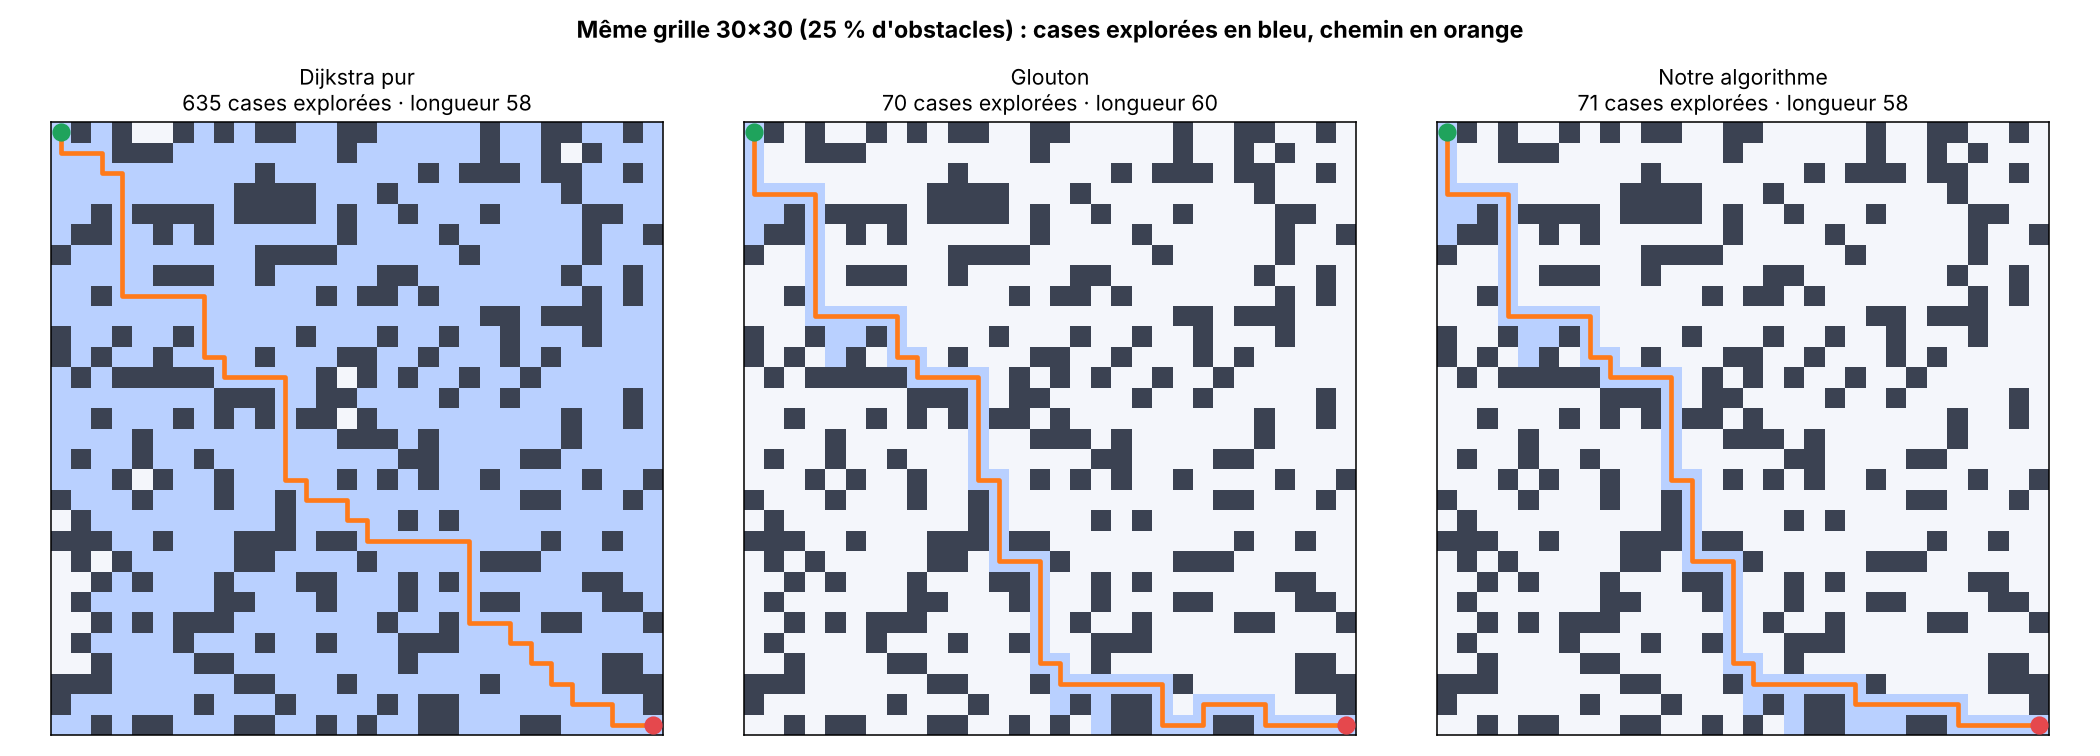 Même grille 30×30 (25 % d'obstacles) : cases explorées en bleu, chemin en orange
Dijkstra pur
635 cases explorées · longueur 58
Glouton
70 cases explorées · longueur 60
Notre algorithme
71 cases explorées · longueur 58